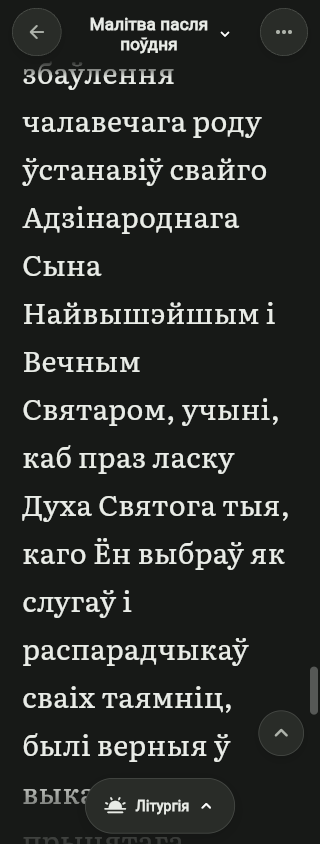 Малітва пасля
поўдня
збаўлення
чалавечага роду
ўстанавіў свайго
Адзінароднага
Сына
Найвышэйшым і
Вечным
Святаром, учыні,
каб праз ласку
Духа Святога тыя,
каго Ён выбраў як
слугаў і
распарадчыкаў
сваіх таямніц,
былі верныя ў
Літургія